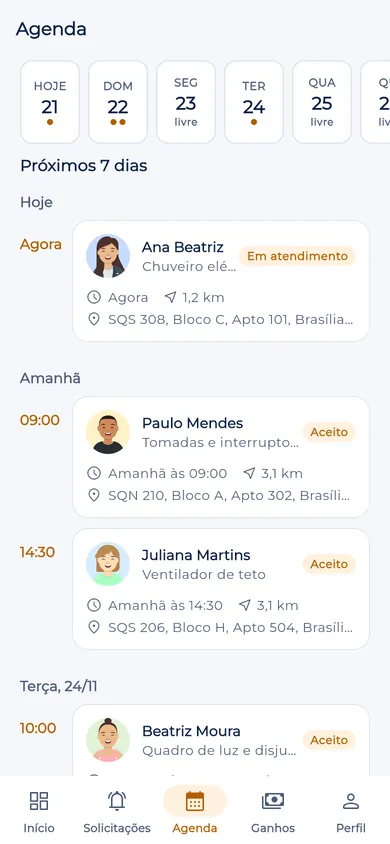 Agenda
HOJE
21
DOM
22
SEG
23
livre
TER
24
QUA
25
livre
Próximos 7 dias
Hoje
Agora
Ana Beatriz
Chuveiro elé...
Em atendimento
Agora 1,2 km
SQS 308, Bloco C, Apto 101, Brasília...
Amanhã
09:00
Paulo Mendes
Tomadas e interrupto...
Aceito
Amanhã às 09:00 3,1 km
SQN 210, Bloco A, Apto 302, Brasíli...
14:30
Juliana Martins
Ventilador de teto
Aceito
Amanhã às 14:30 3,1 km
SQS 206, Bloco H, Apto 504, Brasíli...
Terça, 24/11
10:00
Beatriz Moura
Quadro de luz e disju...
Aceito
Início
Solicitações
Agenda
Ganhos
Perfil